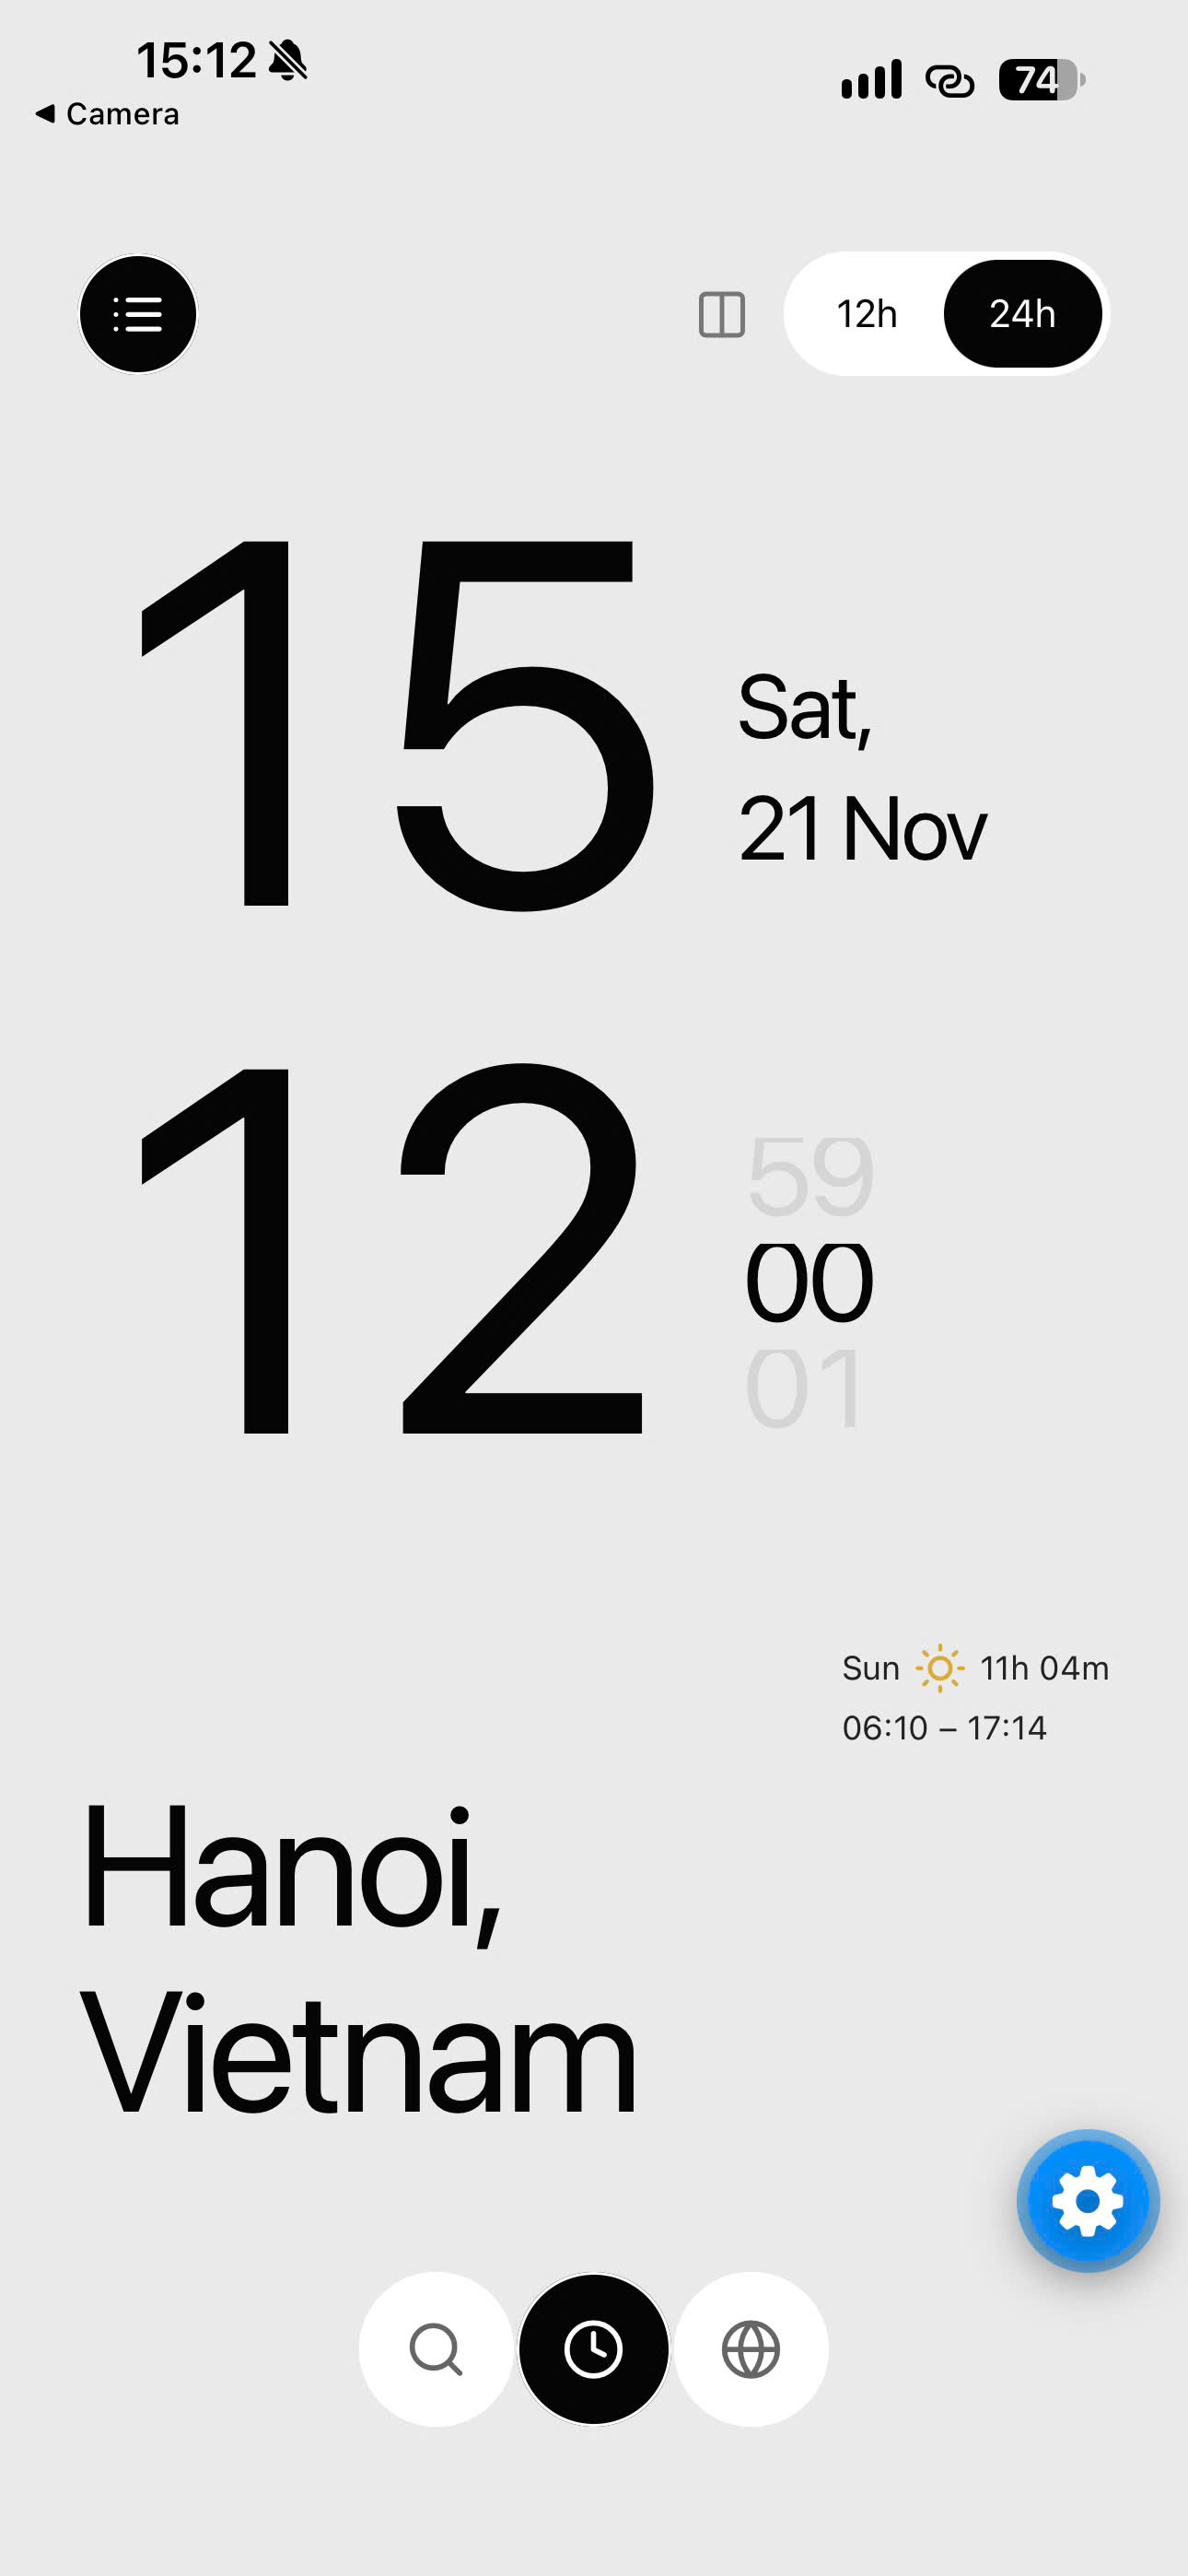 15:12
◀ Camera
74
12h 24h
15
Sat,
21 Nov
12
59
00
01
Sun 11h 04m
06:10 – 17:14
Hanoi,
Vietnam